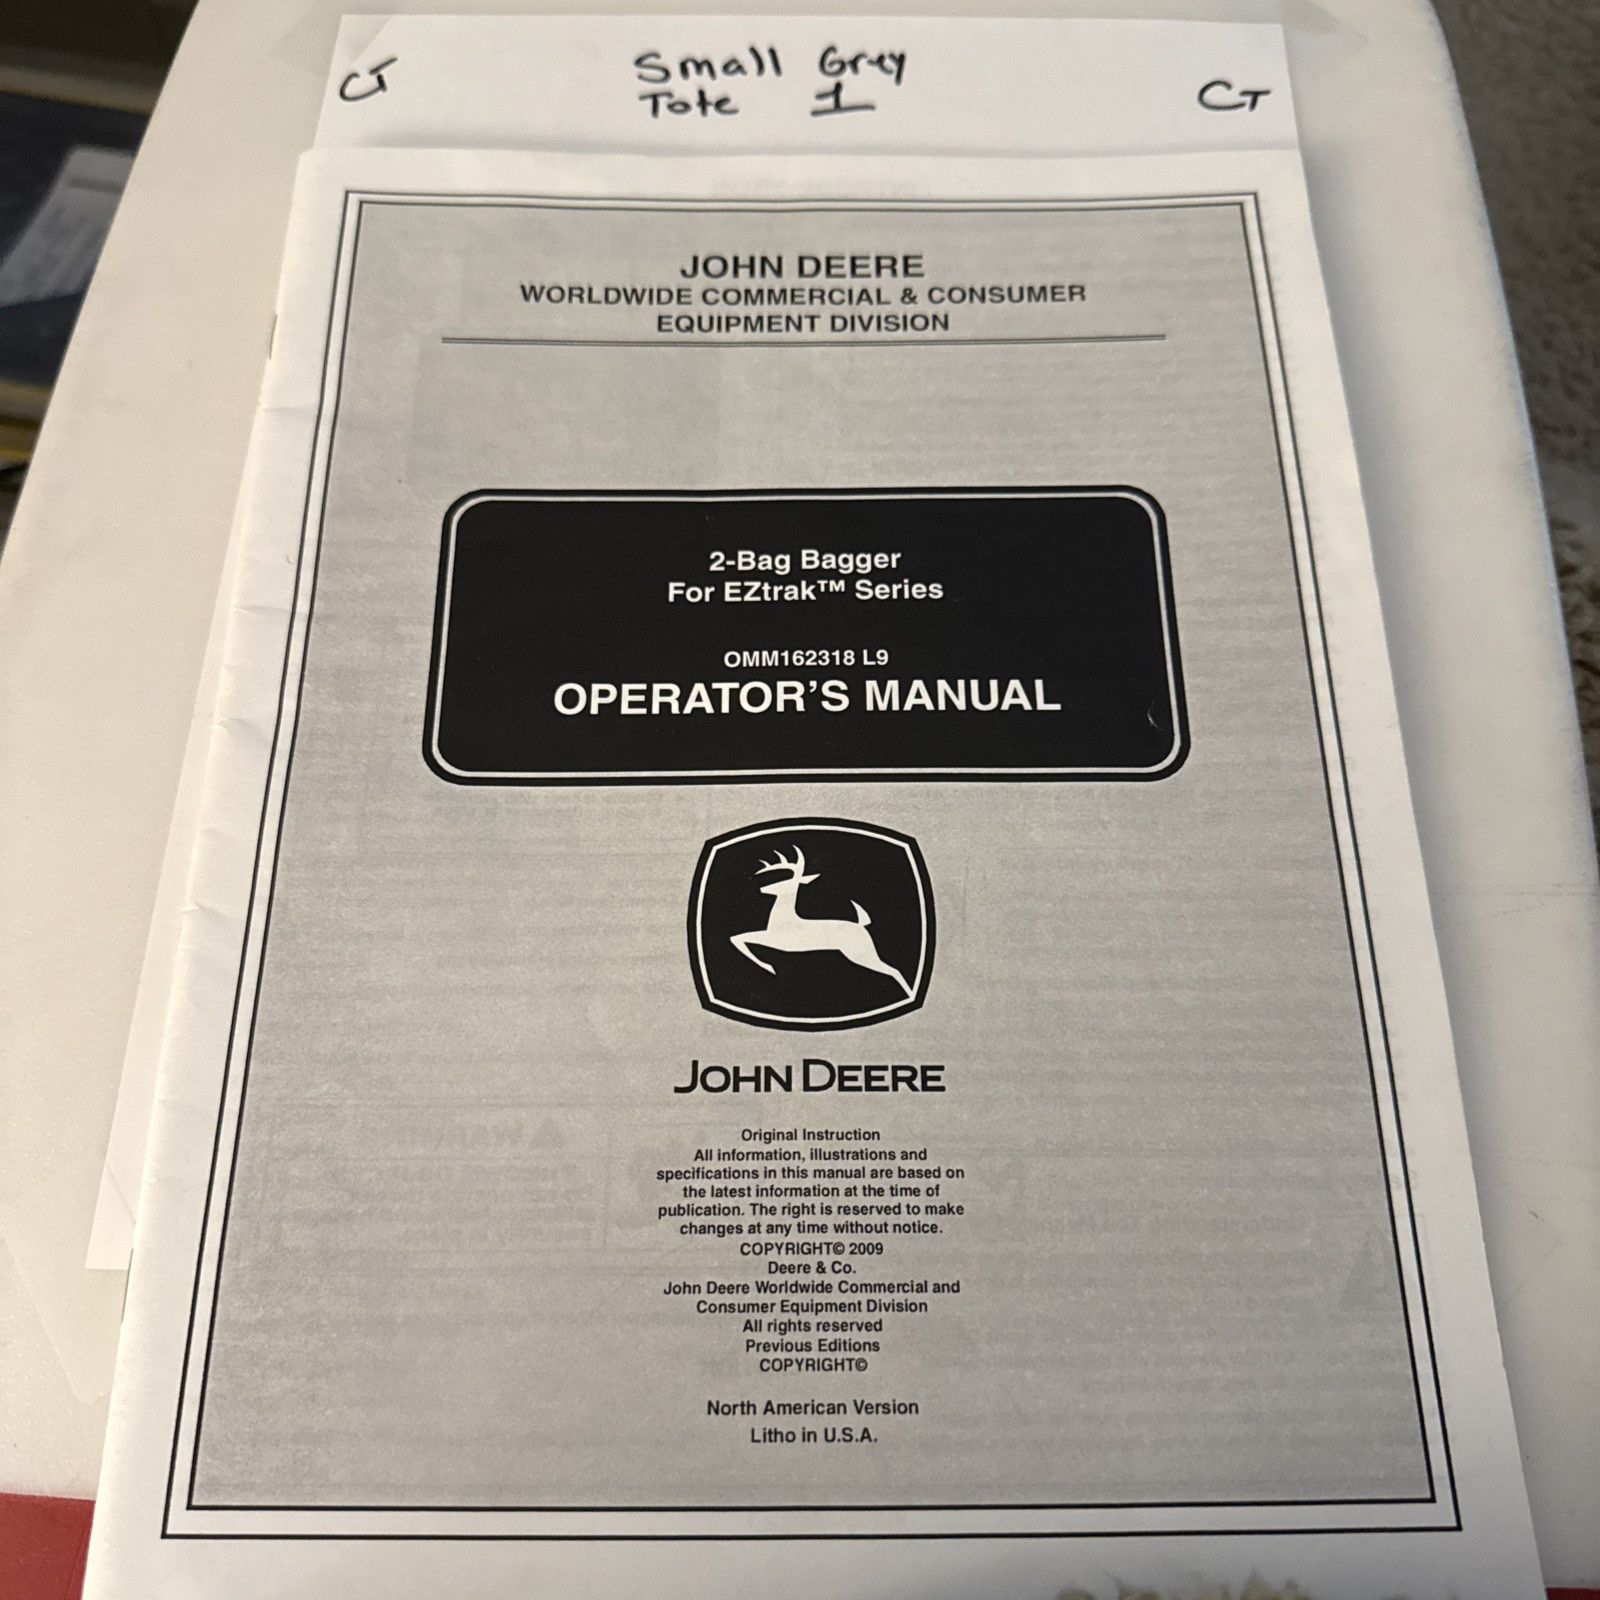 CT
Small Grey
Tote 1
CT
JOHN DEERE
WORLDWIDE COMMERCIAL & CONSUMER
EQUIPMENT DIVISION
2-Bag Bagger
For EZtrak™ Series
OMM162318 L9
OPERATOR'S MANUAL
JOHN DEERE
Original Instruction
All information, illustrations and
specifications in this manual are based on
the latest information at the time of
publication. The right is reserved to make
changes at any time without notice.
COPYRIGHT© 2009
Deere & Co.
John Deere Worldwide Commercial and
Consumer Equipment Division
All rights reserved
Previous Editions
COPYRIGHT©
North American Version
Litho in U.S.A.